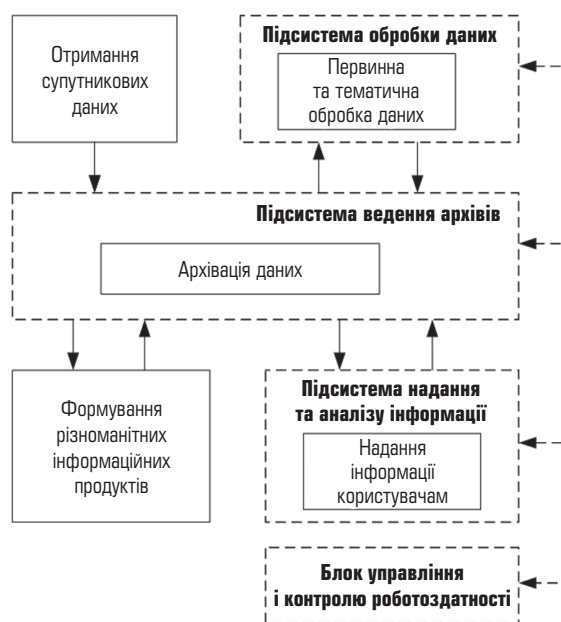 Отримання
супутникових
даних
Підсистема обробки даних
Первинна
та тематична
обробка даних
Підсистема ведення архівів
Архівація даних
Формування
різноманітних
інформаційних
продуктів
Підсистема надання
та аналізу інформації
Надання
інформації
користувачам
Блок управління
і контролю роботоздатності